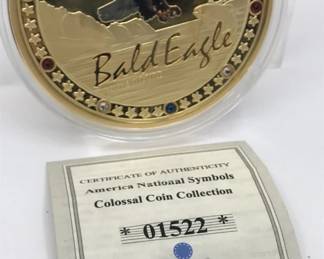 Bald Eagle
CERTIFICATE OF AUTHENTICITY
America National Symbols
Colossal Coin Collection
* 01522 *